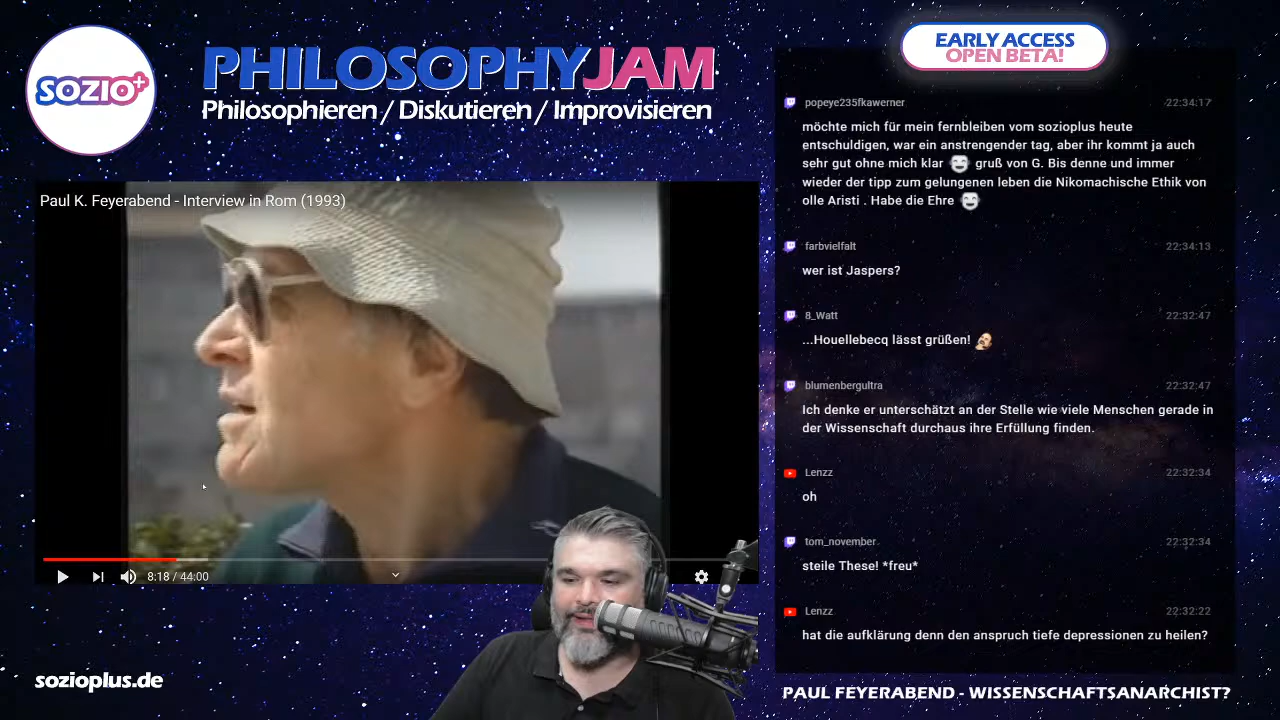 SOZIO+
PHILOSOPHYJAM
Philosophieren / Diskutieren / Improvisieren
EARLY ACCESS
OPEN BETA!
Paul K. Feyerabend - Interview in Rom (1993)
8:18 / 44:00
sozioplus.de
popeye235fkawerner 22:34:17
möchte mich für mein fernbleiben vom sozioplus heute
entschuldigen, war ein anstrengender tag, aber ihr kommt ja auch
sehr gut ohne mich klar gruß von G. Bis denne und immer
wieder der tipp zum gelungenen leben die Nikomachische Ethik von
olle Aristi . Habe die Ehre
farbvielfalt 22:34:13
wer ist Jaspers?
8_Watt 22:32:47
...Houellebecq lässt grüßen!
blumenbergultra 22:32:47
Ich denke er unterschätzt an der Stelle wie viele Menschen gerade in
der Wissenschaft durchaus ihre Erfüllung finden.
Lenzz 22:32:34
oh
tom_november 22:32:34
steile These! *freu*
Lenzz 22:32:22
hat die aufklärung denn den anspruch tiefe depressionen zu heilen?
PAUL FEYERABEND - WISSENSCHAFTSANARCHIST?